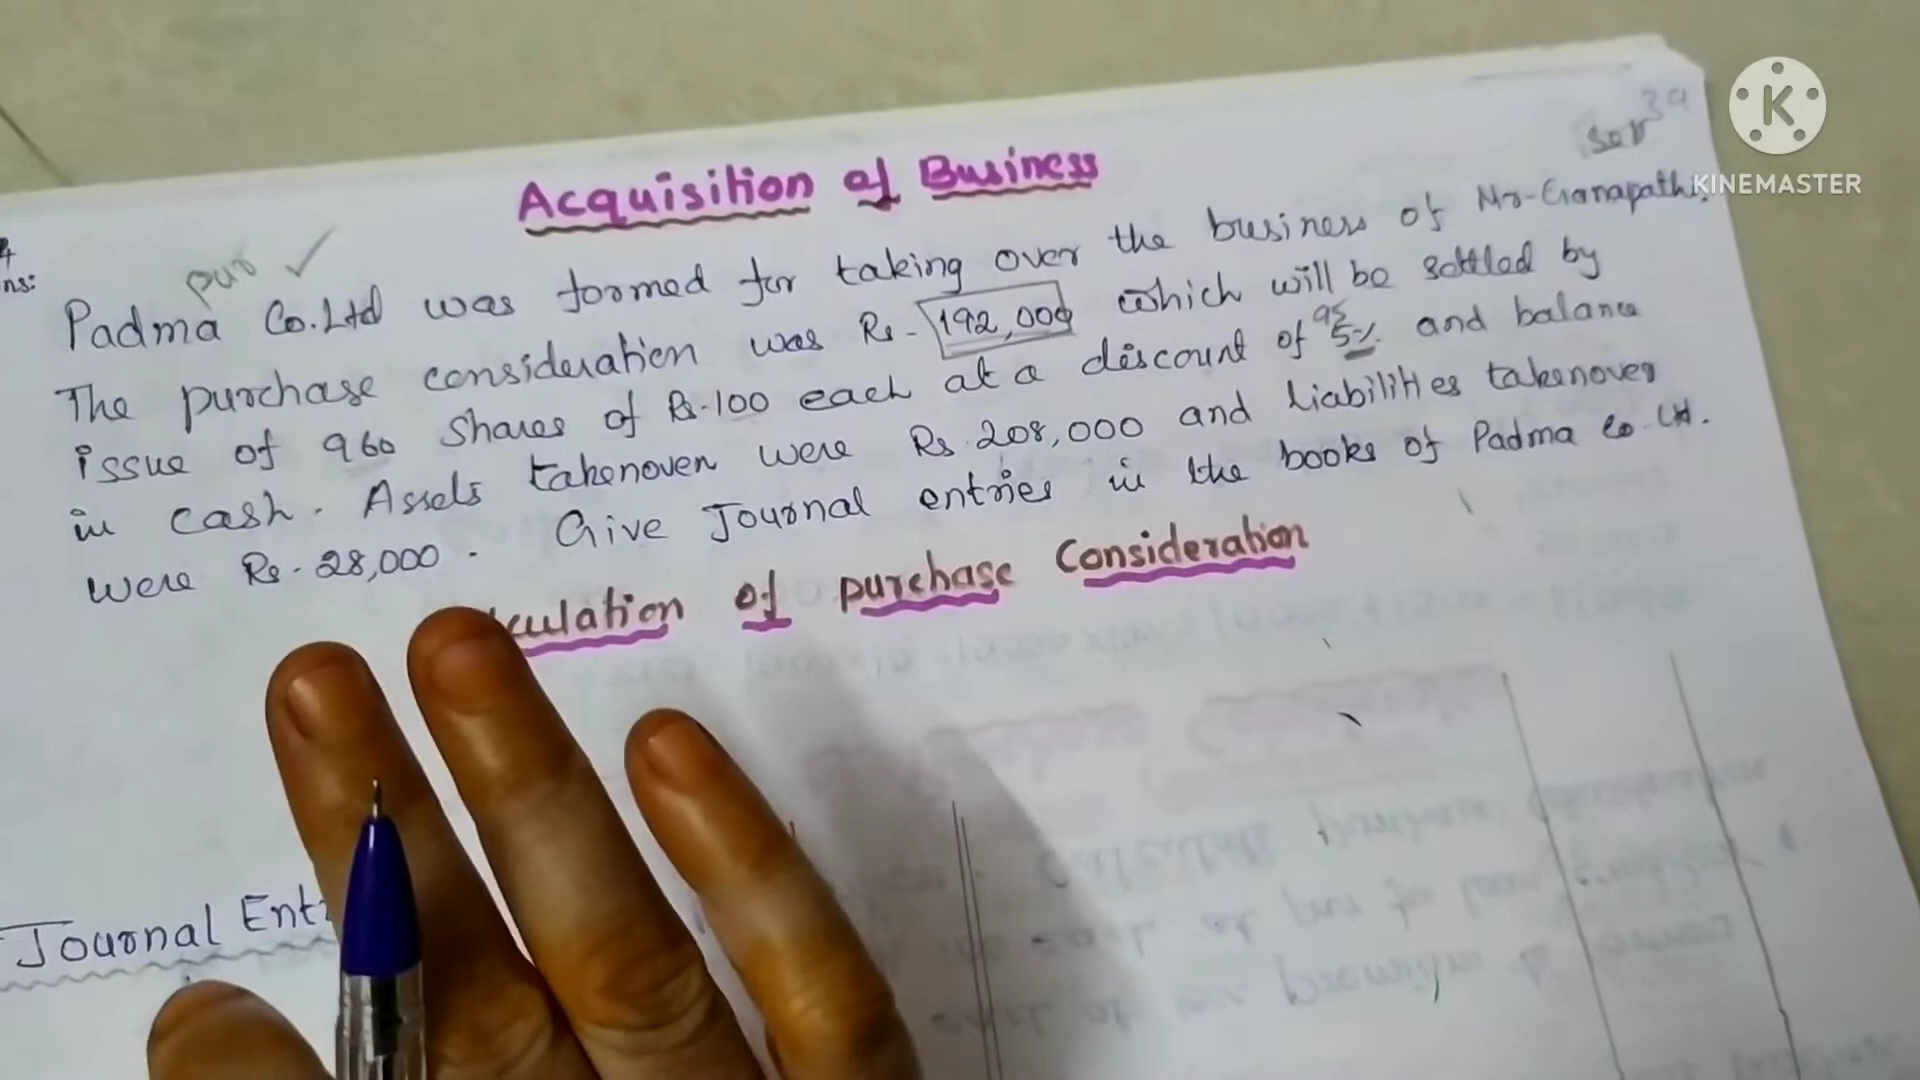 KINEMASTER
Acquisition of Business
pur
Padma Co.Ltd was formed for taking over the business of Mr-Ganapathi.
The purchase consideration was Rs - 192,000 which will be settled by
95
issue of 960 shares of Rs-100 each at a discount of 5% and balance
in cash. Assets takenover were Rs 208,000 and liabilities takenover
were Rs-28,000. Give Journal entries in the books of Padma Co Ltd.
culation of purchase Consideration
Journal Ent